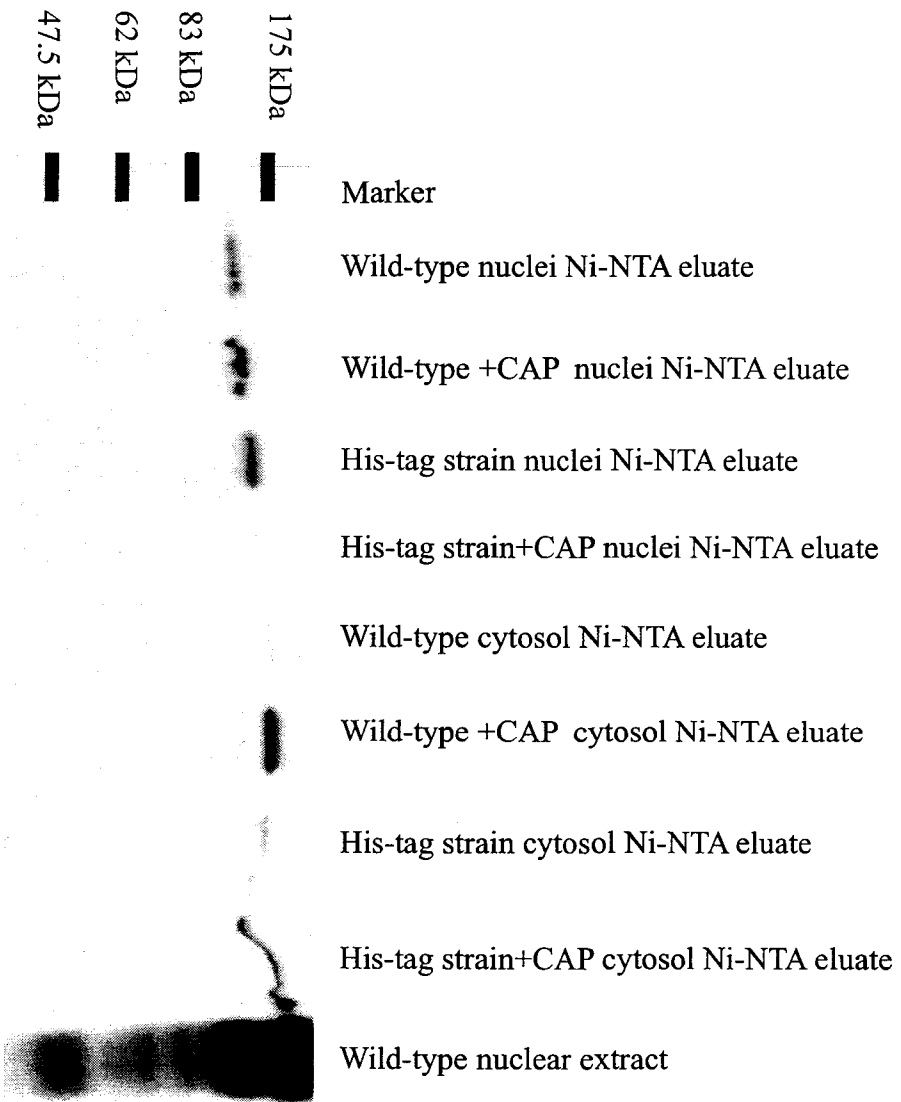 47.5 kDa
62 kDa
83 kDa
175 kDa
Marker
Wild-type nuclei Ni-NTA eluate
Wild-type +CAP nuclei Ni-NTA eluate
His-tag strain nuclei Ni-NTA eluate
His-tag strain+CAP nuclei Ni-NTA eluate
Wild-type cytosol Ni-NTA eluate
Wild-type +CAP cytosol Ni-NTA eluate
His-tag strain cytosol Ni-NTA eluate
His-tag strain+CAP cytosol Ni-NTA eluate
Wild-type nuclear extract